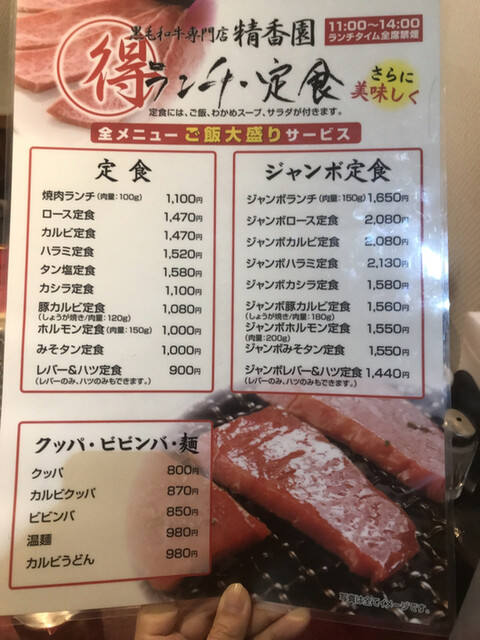 黒毛和牛専門店 精香園
11:00〜14:00
ランチタイム全席禁煙
得 ランチ・定食
さらに美味しく
定食には、ご飯、わかめスープ、サラダが付きます。
全メニューご飯大盛りサービス
定食
焼肉ランチ(肉量:100g) 1,100円
ロース定食 1,470円
カルビ定食 1,470円
ハラミ定食 1,520円
タン塩定食 1,580円
カシラ定食 1,100円
豚カルビ定食 1,080円
(しょうが焼き/肉量:120g)
ホルモン定食(肉量:150g) 1,000円
みそタン定食 1,000円
レバー&ハツ定食 900円
(レバーのみ、ハツのみもできます。)
ジャンボ定食
ジャンボランチ(肉量:150g) 1,650円
ジャンボロース定食 2,080円
ジャンボカルビ定食 2,080円
ジャンボハラミ定食 2,130円
ジャンボカシラ定食 1,580円
ジャンボ豚カルビ定食 1,560円
(しょうが焼き/肉量:180g)
ジャンボホルモン定食 1,550円
(肉量:200g)
ジャンボみそタン定食 1,550円
ジャンボレバー&ハツ定食 1,440円
(レバーのみ、ハツのみもできます。)
クッパ・ビビンバ・麺
クッパ 800円
カルビクッパ 870円
ビビンバ 850円
温麺 980円
カルビうどん 980円
写真は全てイメージです。